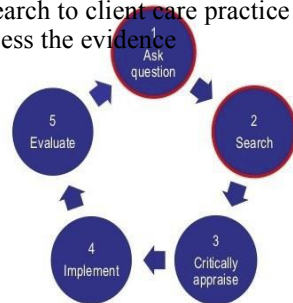 earch to client care practice
ess the evidence
1
Ask
question
2
Search
3
Critically
appraise
4
Implement
5
Evaluate